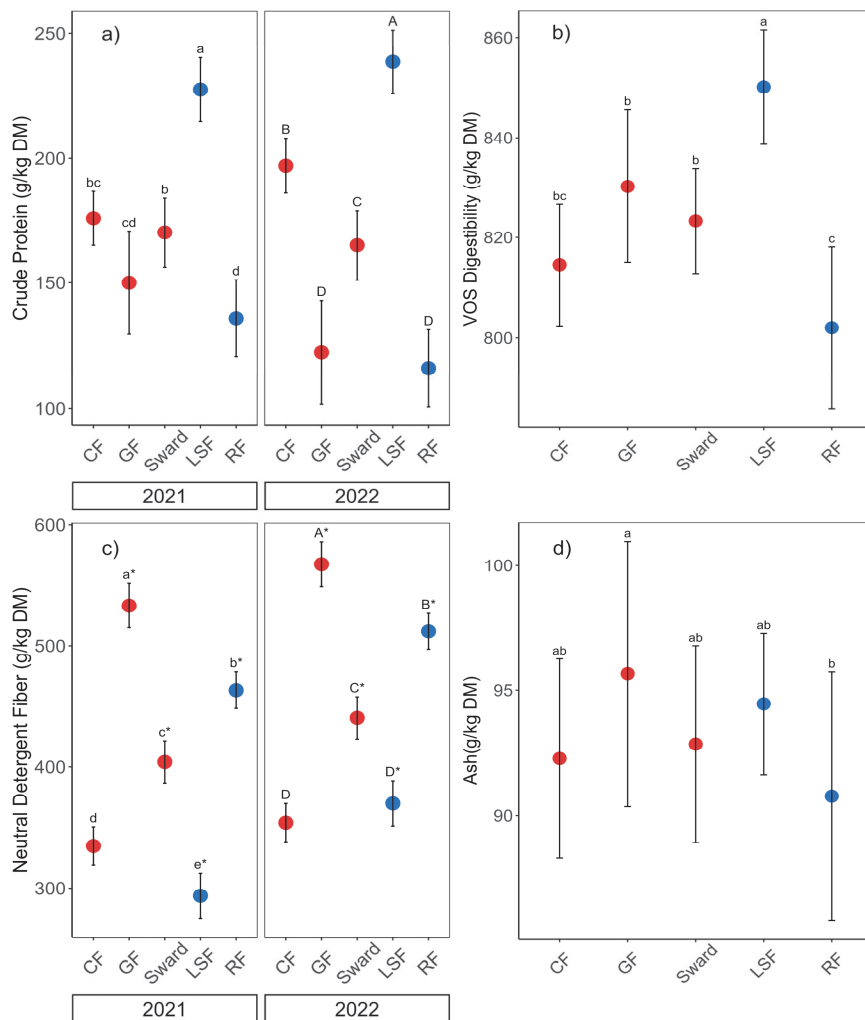 a)
Crude Protein (g/kg DM)
250
200
150
100
bc
cd
b
a
d
B
D
C
A
D
CF GF Sward LSF RF
CF GF Sward LSF RF
2021
2022
b)
VOS Digestibility (g/kg DM)
860
840
820
800
bc
b
b
a
c
CF GF Sward LSF RF
c)
Neutral Detergent Fiber (g/kg DM)
600
500
400
300
d
a*
c*
e*
b*
D
A*
C*
D*
B*
CF GF Sward LSF RF
CF GF Sward LSF RF
2021
2022
d)
Ash(g/kg DM)
100
95
90
ab
a
ab
ab
b
CF GF Sward LSF RF